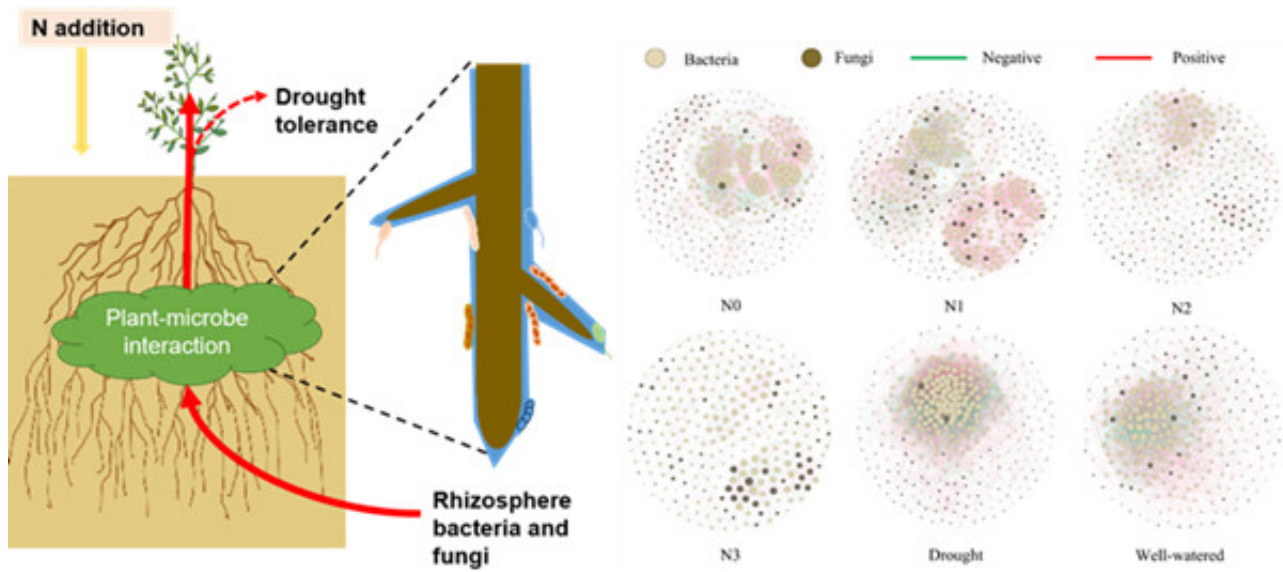 N addition
Drought
tolerance
Plant-microbe
interaction
Rhizosphere
bacteria and
fungi
Bacteria
Fungi
Negative
Positive
N0
N1
N2
N3
Drought
Well-watered